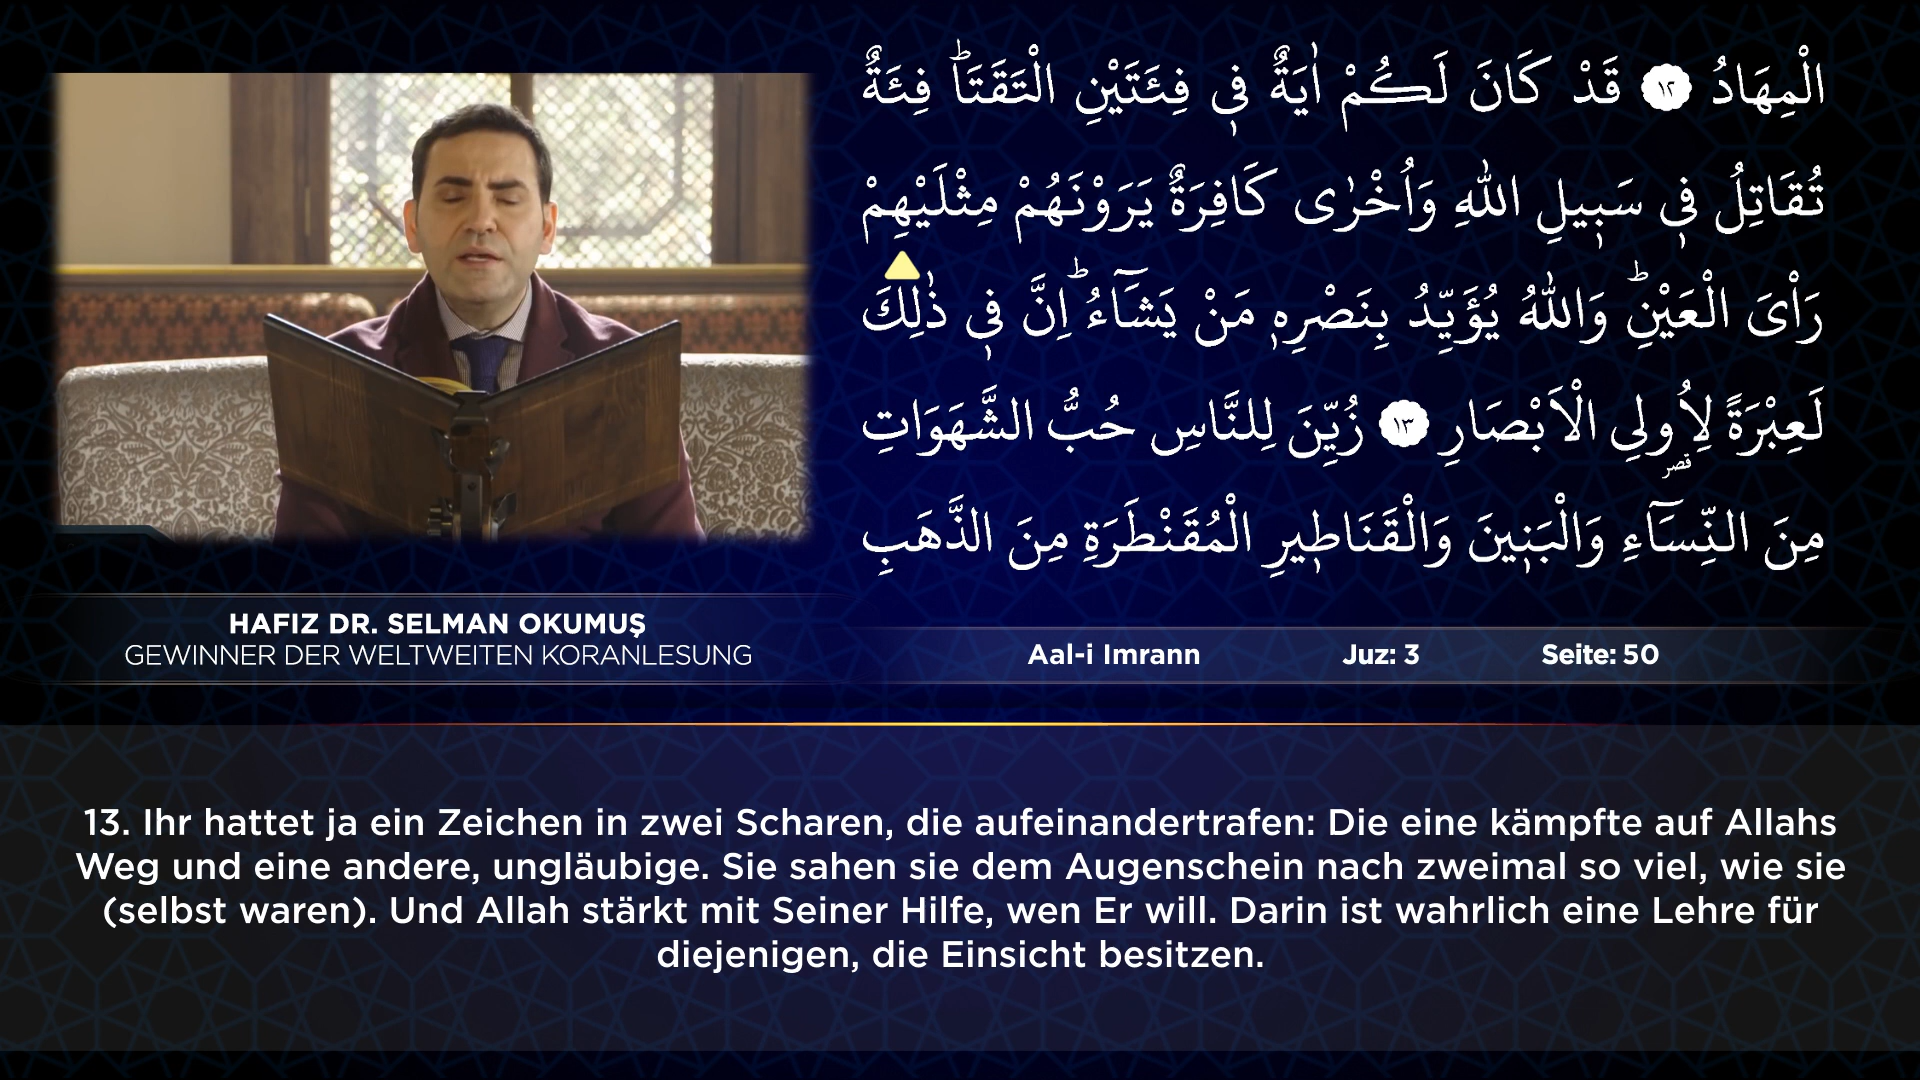 الْمِهَادُ ﴿١٢﴾ قَدْ كَانَ لَكُمْ اٰيَةٌ ف۪ي فِئَتَيْنِ الْتَقَتَاۜ فِئَةٌ
تُقَاتِلُ ف۪ي سَب۪يلِ اللّٰهِ وَاُخْرٰى كَافِرَةٌ يَرَوْنَهُمْ مِثْلَيْهِمْ
رَأْيَ الْعَيْنِۜ وَاللّٰهُ يُؤَيِّدُ بِنَصْرِه۪ مَنْ يَشَٓاءُۜ اِنَّ ف۪ي ذٰلِكَ
لَعِبْرَةً لِاُو۬لِي الْاَبْصَارِ ﴿١٣﴾ زُيِّنَ لِلنَّاسِ حُبُّ الشَّهَوَاتِ
قصر
مِنَ النِّسَٓاءِ وَالْبَن۪ينَ وَالْقَنَاط۪يرِ الْمُقَنْطَرَةِ مِنَ الذَّهَبِ
HAFIZ DR. SELMAN OKUMUŞ
GEWINNER DER WELTWEITEN KORANLESUNG
Aal-i Imrann Juz: 3 Seite: 50
13. Ihr hattet ja ein Zeichen in zwei Scharen, die aufeinandertrafen: Die eine kämpfte auf Allahs
Weg und eine andere, ungläubige. Sie sahen sie dem Augenschein nach zweimal so viel, wie sie
(selbst waren). Und Allah stärkt mit Seiner Hilfe, wen Er will. Darin ist wahrlich eine Lehre für
diejenigen, die Einsicht besitzen.